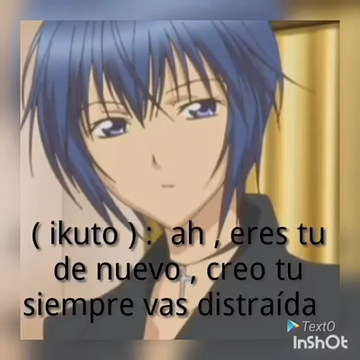 ( ikuto ) :  ah , eres tu
de nuevo , creo tu
siempre vas distraída
TextO
InShOt